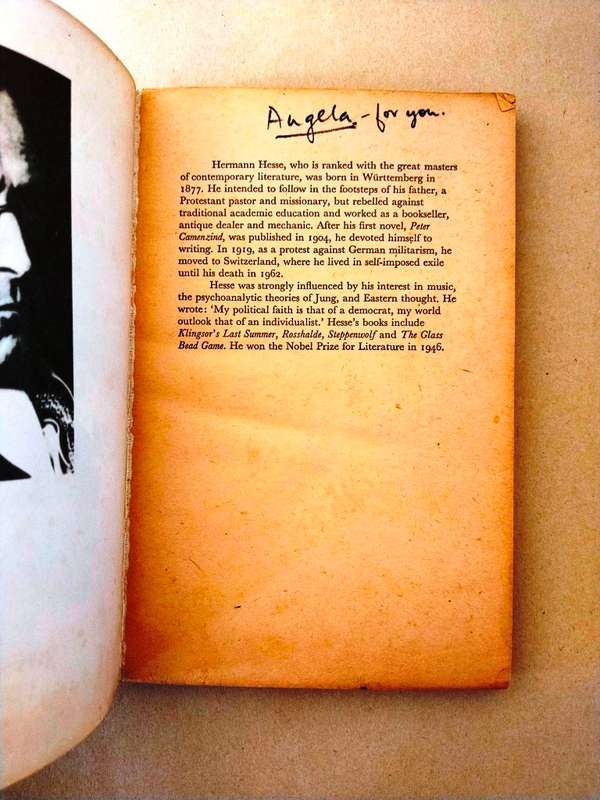 Angela - for you.
Hermann Hesse, who is ranked with the great masters
of contemporary literature, was born in Württemberg in
1877. He intended to follow in the footsteps of his father, a
Protestant pastor and missionary, but rebelled against
traditional academic education and worked as a bookseller,
antique dealer and mechanic. After his first novel, Peter
Camenzind, was published in 1904, he devoted himself to
writing. In 1919, as a protest against German militarism, he
moved to Switzerland, where he lived in self-imposed exile
until his death in 1962.
Hesse was strongly influenced by his interest in music,
the psychoanalytic theories of Jung, and Eastern thought. He
wrote: ‘My political faith is that of a democrat, my world
outlook that of an individualist.’ Hesse’s books include
Klingsor’s Last Summer, Rosshalde, Steppenwolf and The Glass
Bead Game. He won the Nobel Prize for Literature in 1946.